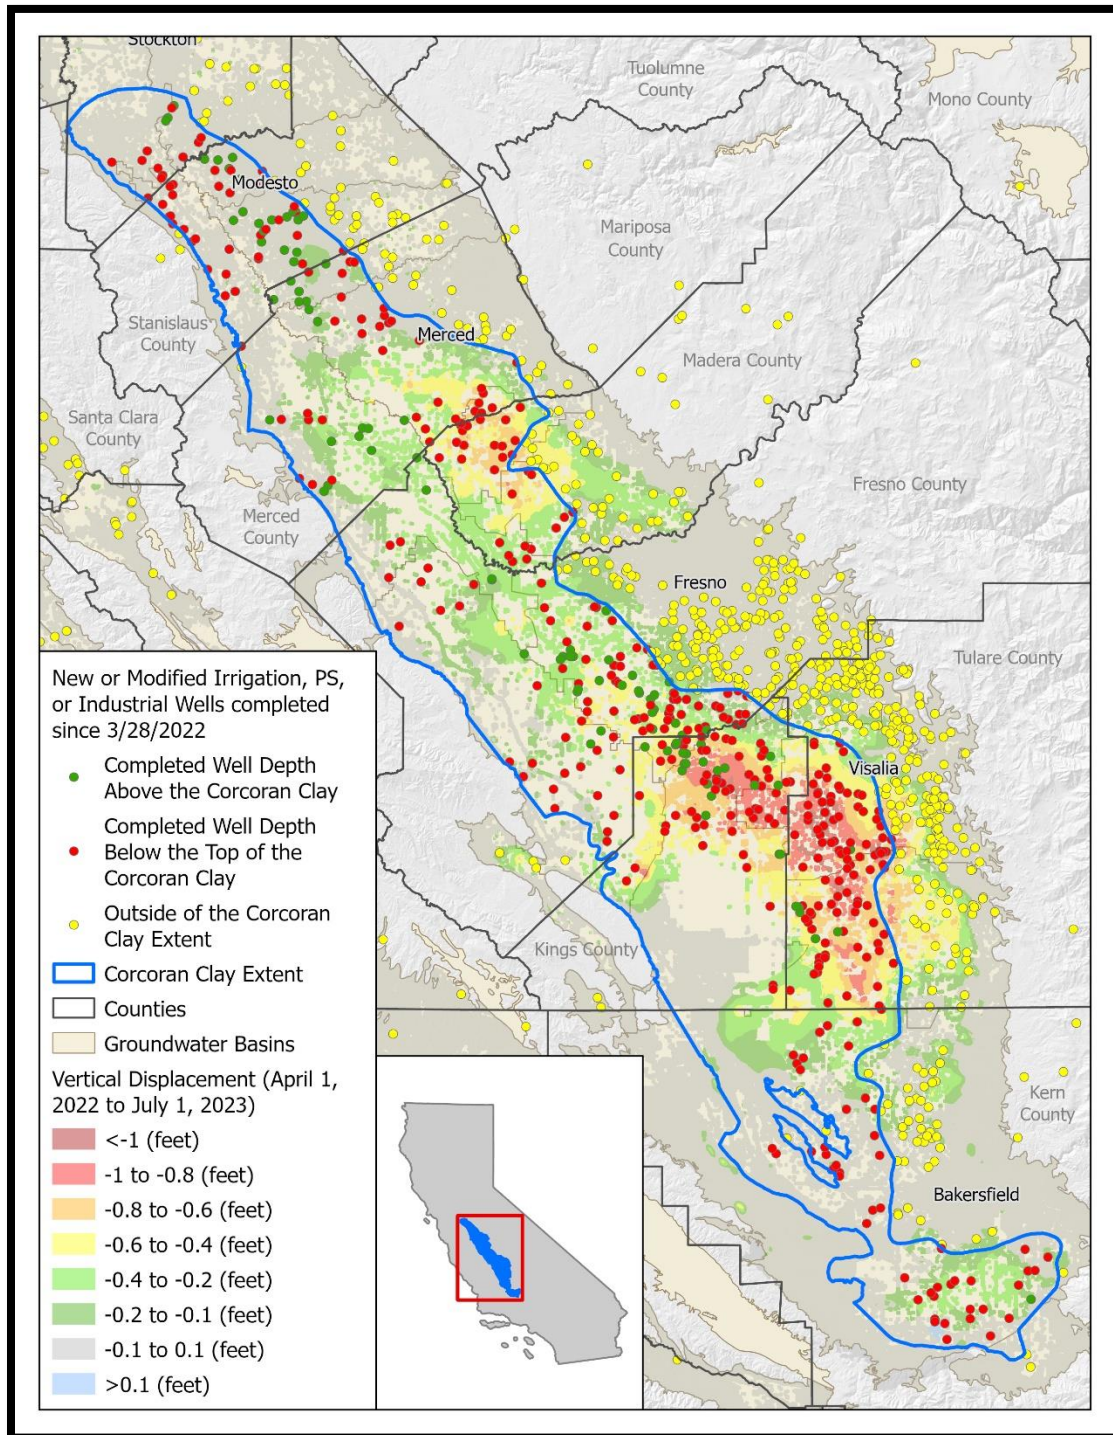 Stockton
Tuolumne
County
Mono County
Modesto
Mariposa
County
Stanislaus
County
Merced
Madera County
Santa Clara
County
Fresno County
Merced
County
Fresno
Tulare County
Visalia
Kings County
Kern
County
Bakersfield
New or Modified Irrigation, PS,
or Industrial Wells completed
since 3/28/2022
Completed Well Depth
Above the Corcoran Clay
Completed Well Depth
Below the Top of the
Corcoran Clay
Outside of the Corcoran
Clay Extent
Corcoran Clay Extent
Counties
Groundwater Basins
Vertical Displacement (April 1,
2022 to July 1, 2023)
<-1 (feet)
-1 to -0.8 (feet)
-0.8 to -0.6 (feet)
-0.6 to -0.4 (feet)
-0.4 to -0.2 (feet)
-0.2 to -0.1 (feet)
-0.1 to 0.1 (feet)
>0.1 (feet)